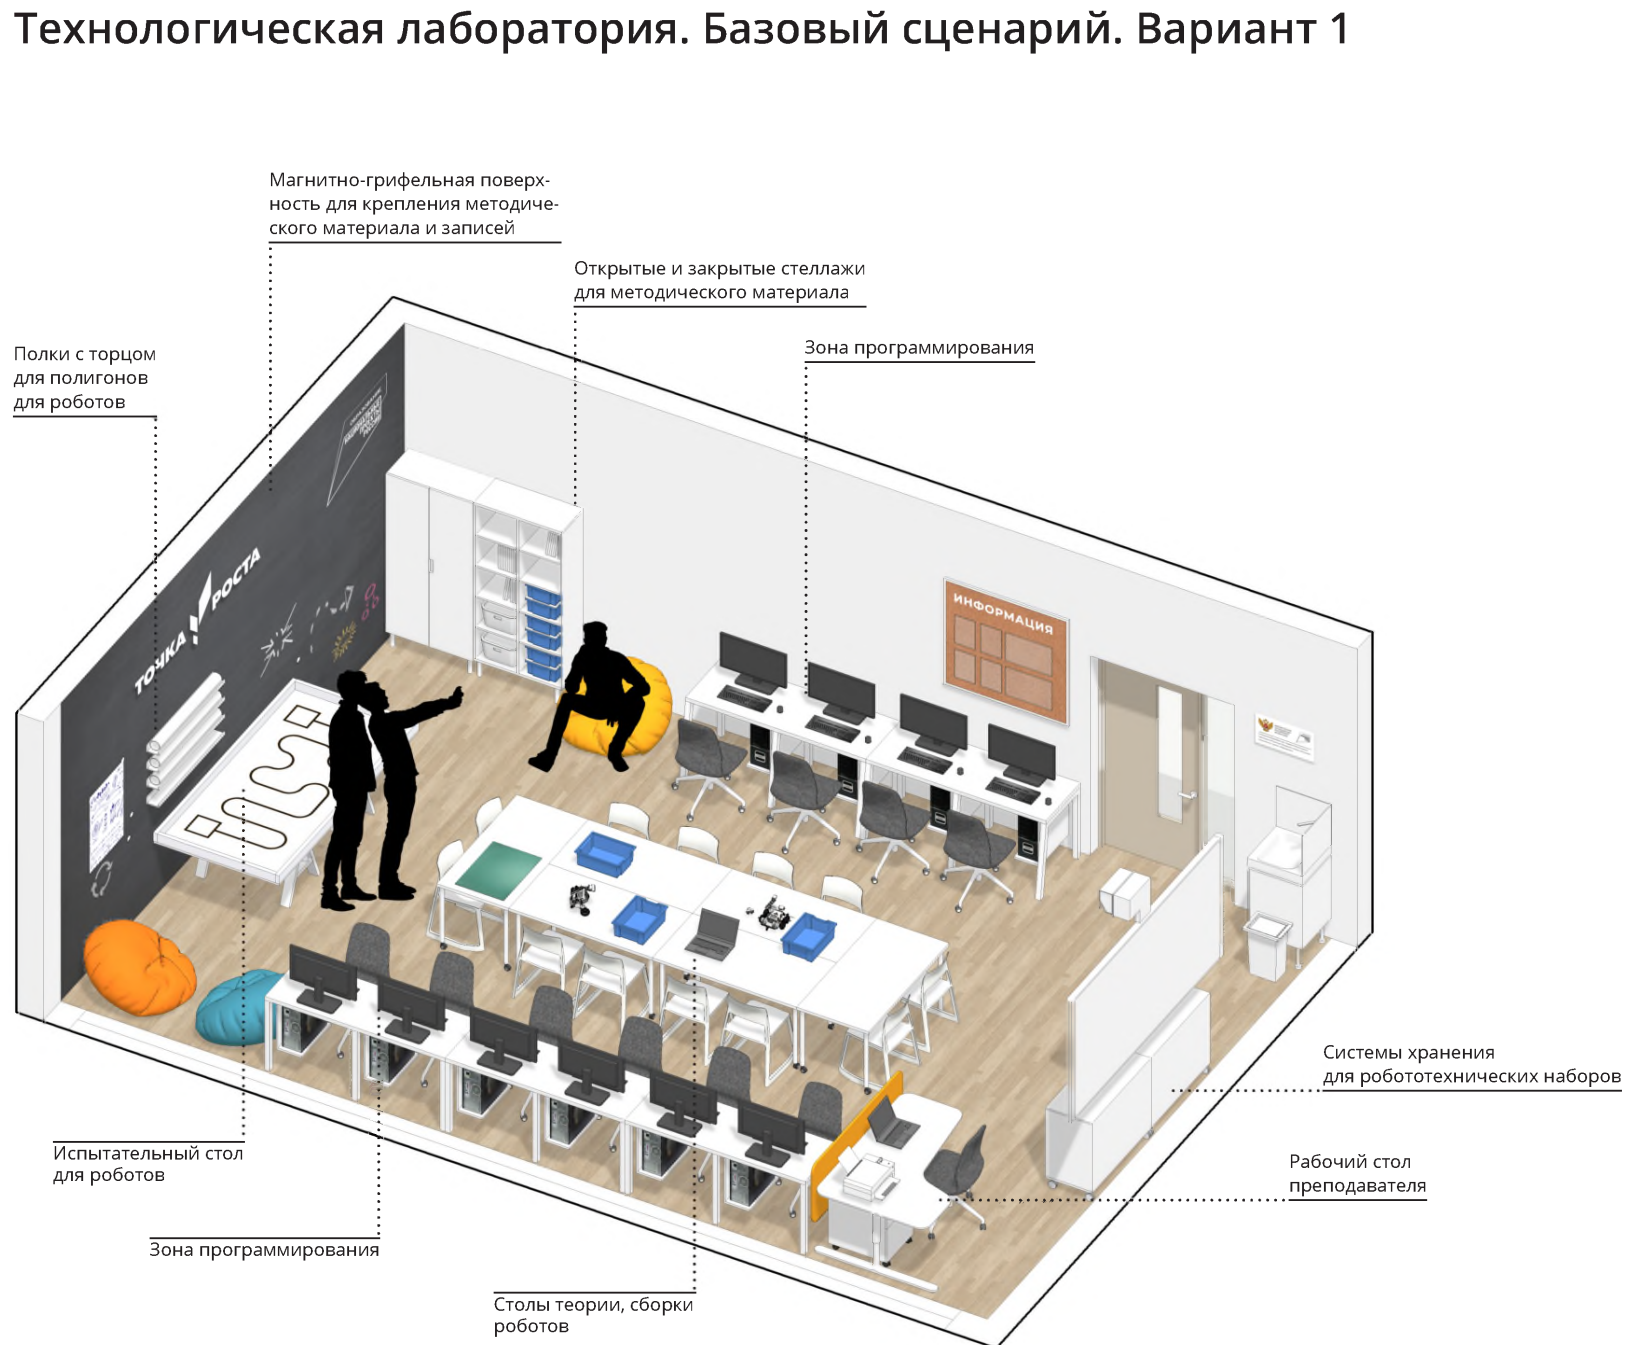 Технологическая лаборатория. Базовый сценарий. Вариант 1
Магнитно-грифельная поверх-
ность для крепления методиче-
ского материала и записей
Открытые и закрытые стеллажи
для методического материала
Зона программирования
Полки с торцом
для полигонов
для роботов
ТОЧКА РОСТА
ИНФОРМАЦИЯ
Системы хранения
для робототехнических наборов
Испытательный стол
для роботов
Рабочий стол
преподавателя
Зона программирования
Столы теории, сборки
роботов